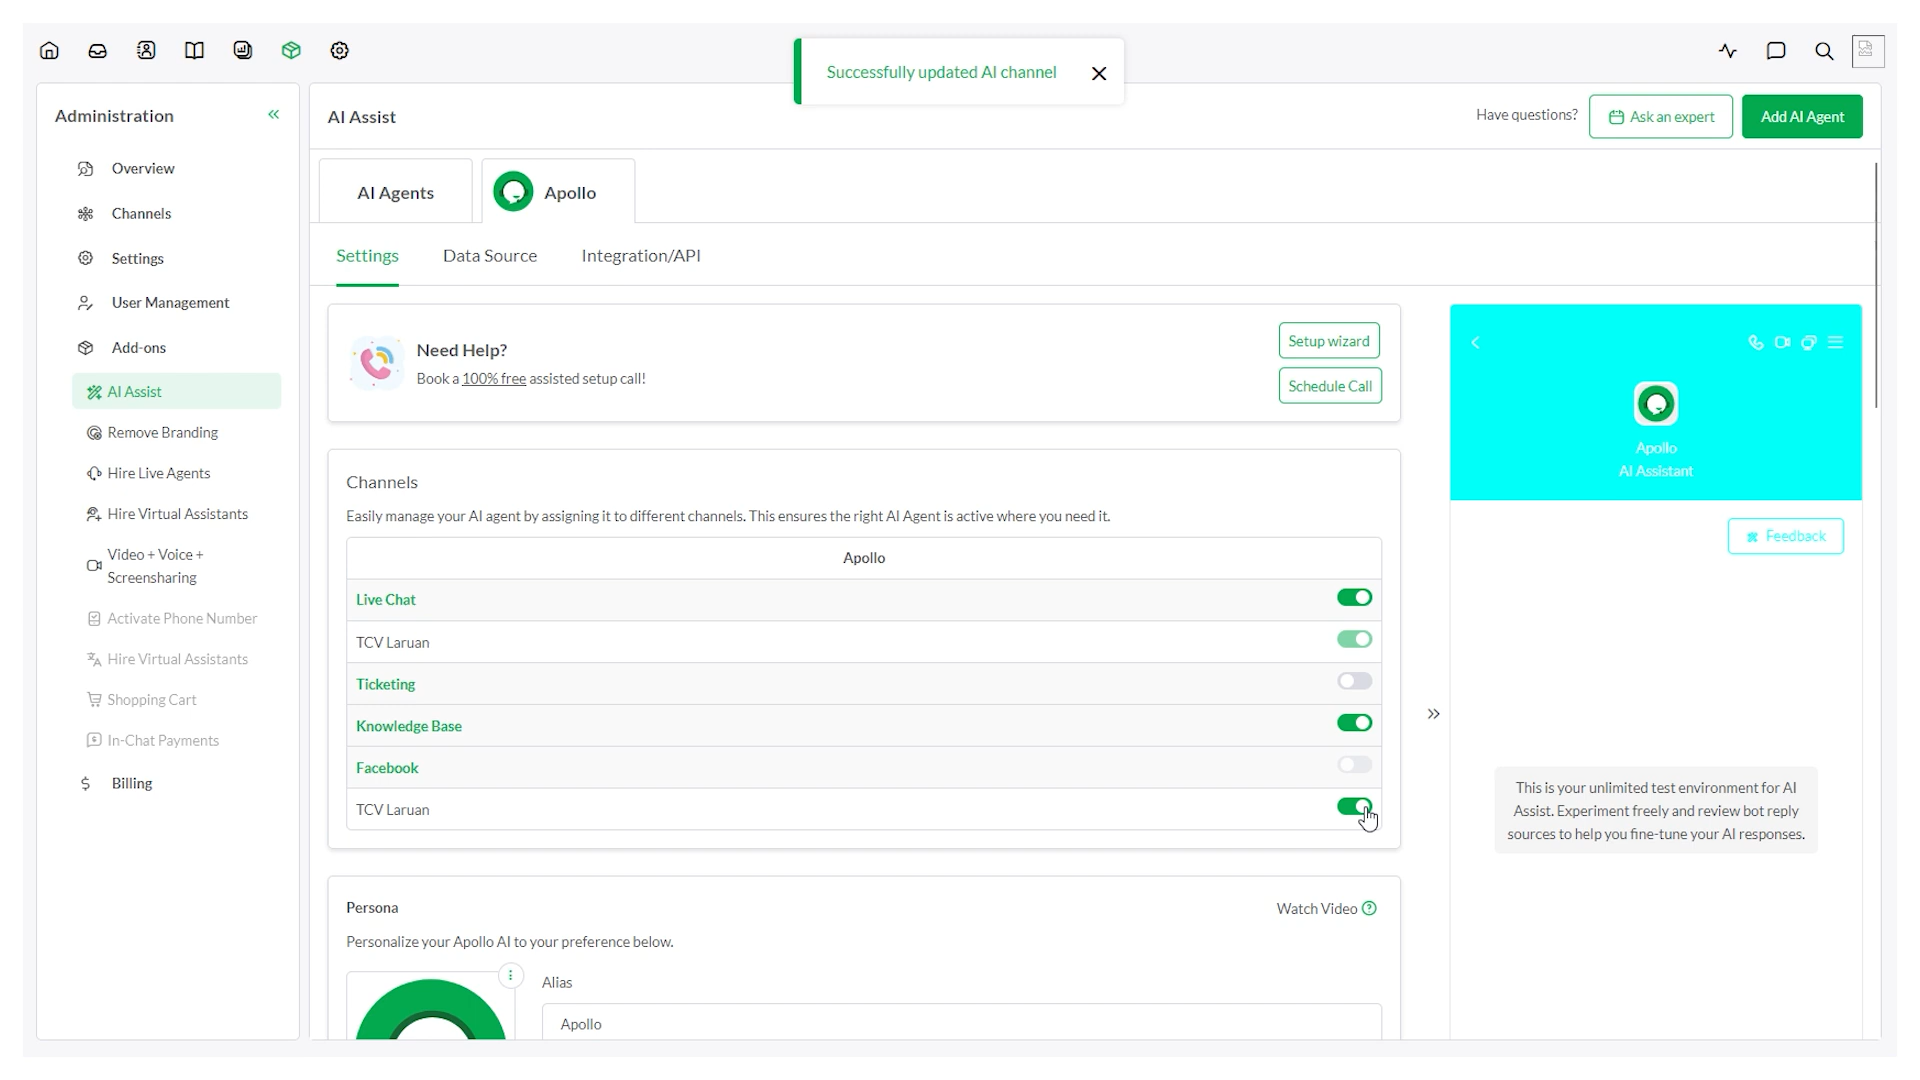 Successfully updated AI channel
Administration
Overview
Channels
Settings
User Management
Add-ons
AI Assist
Remove Branding
Hire Live Agents
Hire Virtual Assistants
Video + Voice +
Screensharing
Activate Phone Number
Hire Virtual Assistants
Shopping Cart
In-Chat Payments
Billing
AI Assist
Have questions?
Ask an expert
Add AI Agent
AI Agents
Apollo
Settings
Data Source
Integration/API
Need Help?
Book a 100% free assisted setup call!
Setup wizard
Schedule Call
Channels
Easily manage your AI agent by assigning it to different channels. This ensures the right AI Agent is active where you need it.
Apollo
Live Chat
TCV Laruan
Ticketing
Knowledge Base
Facebook
TCV Laruan
Persona
Watch Video
Personalize your Apollo AI to your preference below.
Alias
Apollo
Apollo
AI Assistant
Feedback
This is your unlimited test environment for AI
Assist. Experiment freely and review bot reply
sources to help you fine-tune your AI responses.